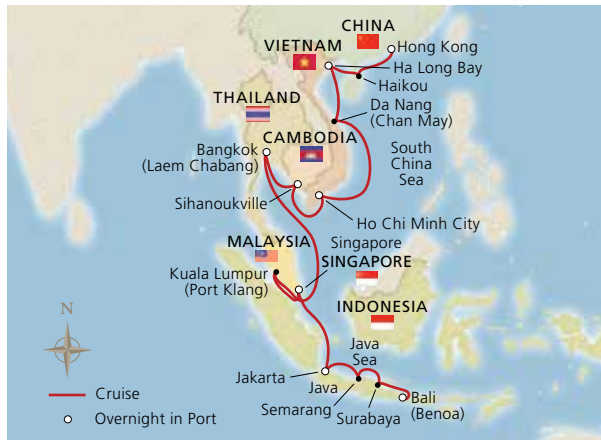 CHINA
Hong Kong
VIETNAM
Ha Long Bay
Haikou
THAILAND
Da Nang
(Chan May)
CAMBODIA
Bangkok
(Laem Chabang)
South
China
Sea
Sihanoukville
Ho Chi Minh City
Singapore
MALAYSIA
SINGAPORE
Kuala Lumpur
(Port Klang)
INDONESIA
N
Java
Sea
Jakarta
Java
Semarang
Surabaya
Bali
(Benoa)
Cruise
Overnight in Port